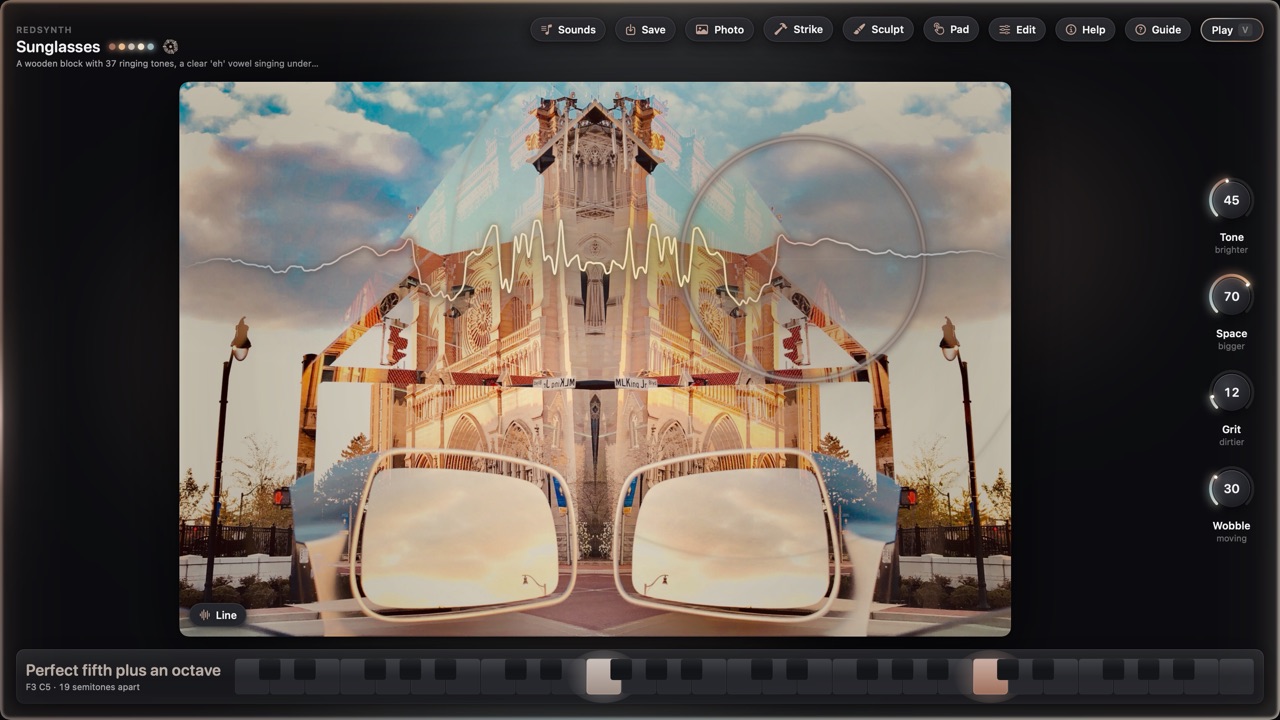 REDSYNTH
Sunglasses
A wooden block with 37 ringing tones, a clear 'eh' vowel singing under…
Sounds
Save
Photo
Strike
Sculpt
Pad
Edit
Help
Guide
Play V
45
Tone
brighter
70
Space
bigger
12
Grit
dirtier
30
Wobble
moving
MLKing Jr
Line
Perfect fifth plus an octave
F3 C5 · 19 semitones apart